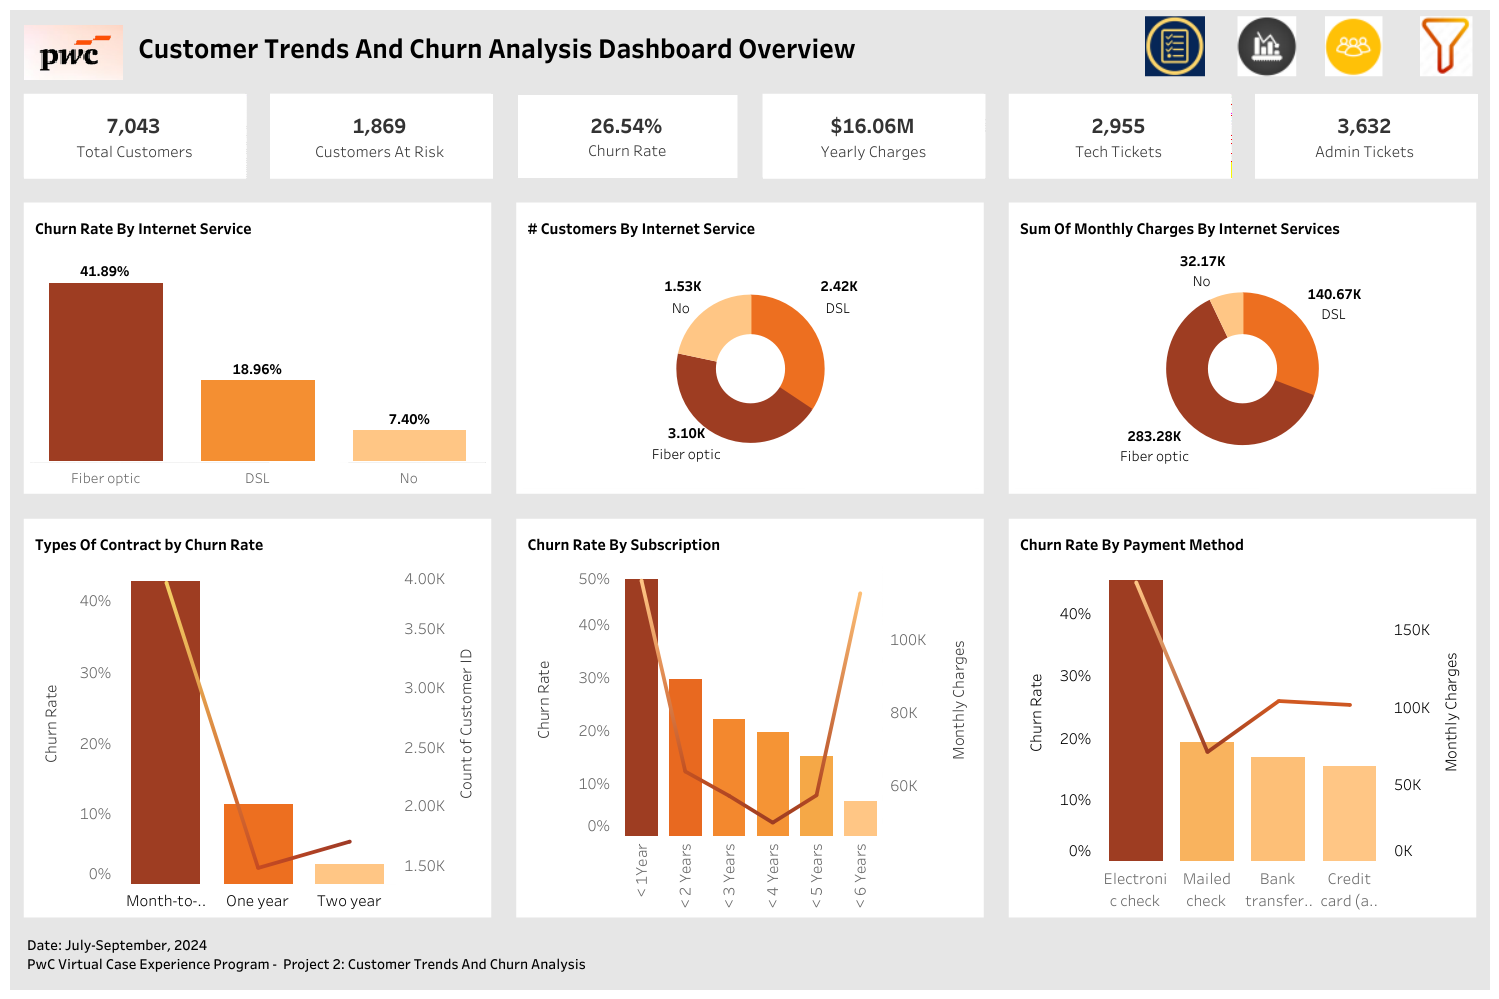 pwc
Customer Trends And Churn Analysis Dashboard Overview
7,043
Total Customers
1,869
Customers At Risk
26.54%
Churn Rate
$16.06M
Yearly Charges
2,955
Tech Tickets
3,632
Admin Tickets
Churn Rate By Internet Service
41.89%
18.96%
7.40%
Fiber optic
DSL
No
# Customers By Internet Service
1.53K
No
2.42K
DSL
3.10K
Fiber optic
Sum Of Monthly Charges By Internet Services
32.17K
No
140.67K
DSL
283.28K
Fiber optic
Types Of Contract by Churn Rate
Churn Rate
40%
30%
20%
10%
0%
4.00K
3.50K
3.00K
2.50K
2.00K
1.50K
Count of Customer ID
Month-to-..
One year
Two year
Churn Rate By Subscription
Churn Rate
50%
40%
30%
20%
10%
0%
100K
80K
60K
Monthly Charges
< 1Year
< 2 Years
< 3 Years
< 4 Years
< 5 Years
< 6 Years
Churn Rate By Payment Method
Churn Rate
40%
30%
20%
10%
0%
150K
100K
50K
0K
Monthly Charges
Electroni
c check
Mailed
check
Bank
transfer..
Credit
card (a..
Date: July-September, 2024
PwC Virtual Case Experience Program - Project 2: Customer Trends And Churn Analysis